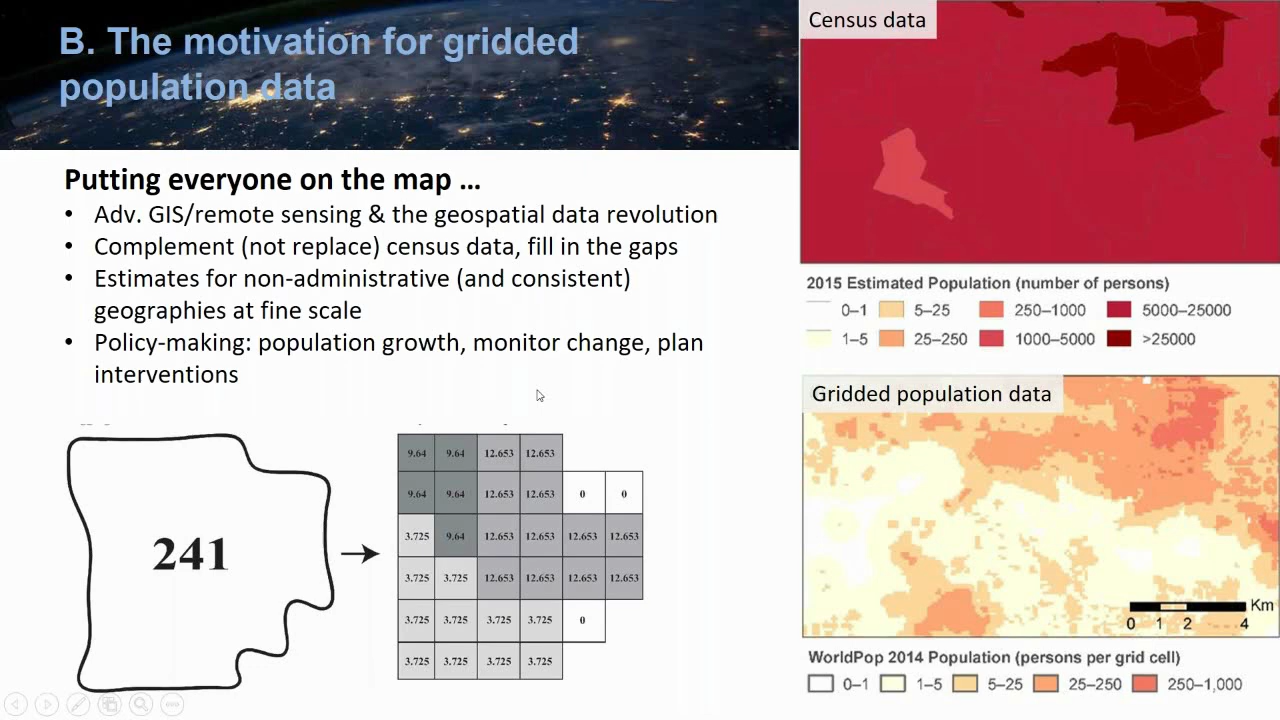 B. The motivation for gridded
population data
Putting everyone on the map ...
• Adv. GIS/remote sensing & the geospatial data revolution
• Complement (not replace) census data, fill in the gaps
• Estimates for non-administrative (and consistent)
geographies at fine scale
• Policy-making: population growth, monitor change, plan
interventions
241
9.64 9.64 12.653 12.653
9.64 9.64 12.653 12.653 0 0
3.725 9.64 12.653 12.653 12.653 12.653
3.725 3.725 12.653 12.653 12.653 12.653
3.725 3.725 3.725 3.725 0
3.725 3.725 3.725 3.725
Census data
2015 Estimated Population (number of persons)
0–1 5–25 250–1000 5000–25000
1–5 25–250 1000–5000 >25000
Gridded population data
Km
0 1 2 4
WorldPop 2014 Population (persons per grid cell)
0–1 1–5 5–25 25–250 250–1,000